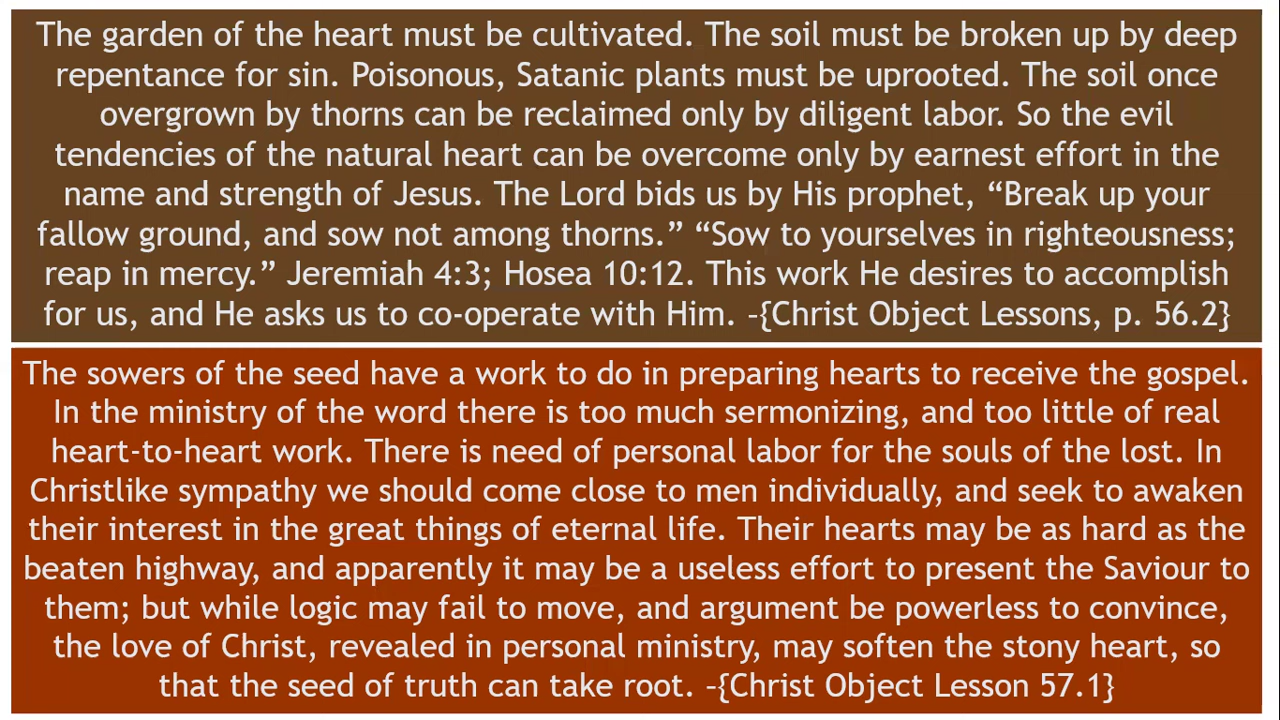 The garden of the heart must be cultivated. The soil must be broken up by deep
repentance for sin. Poisonous, Satanic plants must be uprooted. The soil once
overgrown by thorns can be reclaimed only by diligent labor. So the evil
tendencies of the natural heart can be overcome only by earnest effort in the
name and strength of Jesus. The Lord bids us by His prophet, “Break up your
fallow ground, and sow not among thorns.” “Sow to yourselves in righteousness;
reap in mercy.” Jeremiah 4:3; Hosea 10:12. This work He desires to accomplish
for us, and He asks us to co-operate with Him. –{Christ Object Lessons, p. 56.2}
The sowers of the seed have a work to do in preparing hearts to receive the gospel.
In the ministry of the word there is too much sermonizing, and too little of real
heart-to-heart work. There is need of personal labor for the souls of the lost. In
Christlike sympathy we should come close to men individually, and seek to awaken
their interest in the great things of eternal life. Their hearts may be as hard as the
beaten highway, and apparently it may be a useless effort to present the Saviour to
them; but while logic may fail to move, and argument be powerless to convince,
the love of Christ, revealed in personal ministry, may soften the stony heart, so
that the seed of truth can take root. –{Christ Object Lesson 57.1}